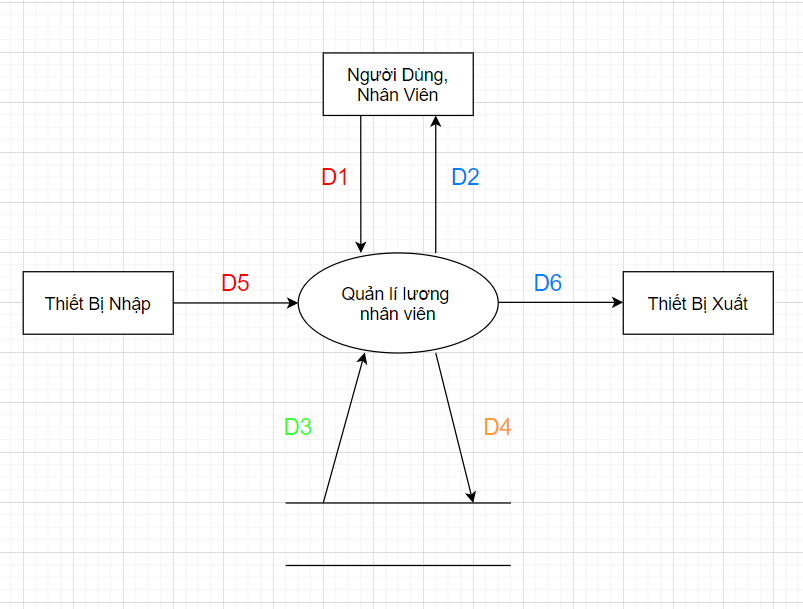 Người Dùng,
Nhân Viên
D1
D2
Thiết Bị Nhập
D5
Quản lí lương
nhân viên
D6
Thiết Bị Xuất
D3
D4